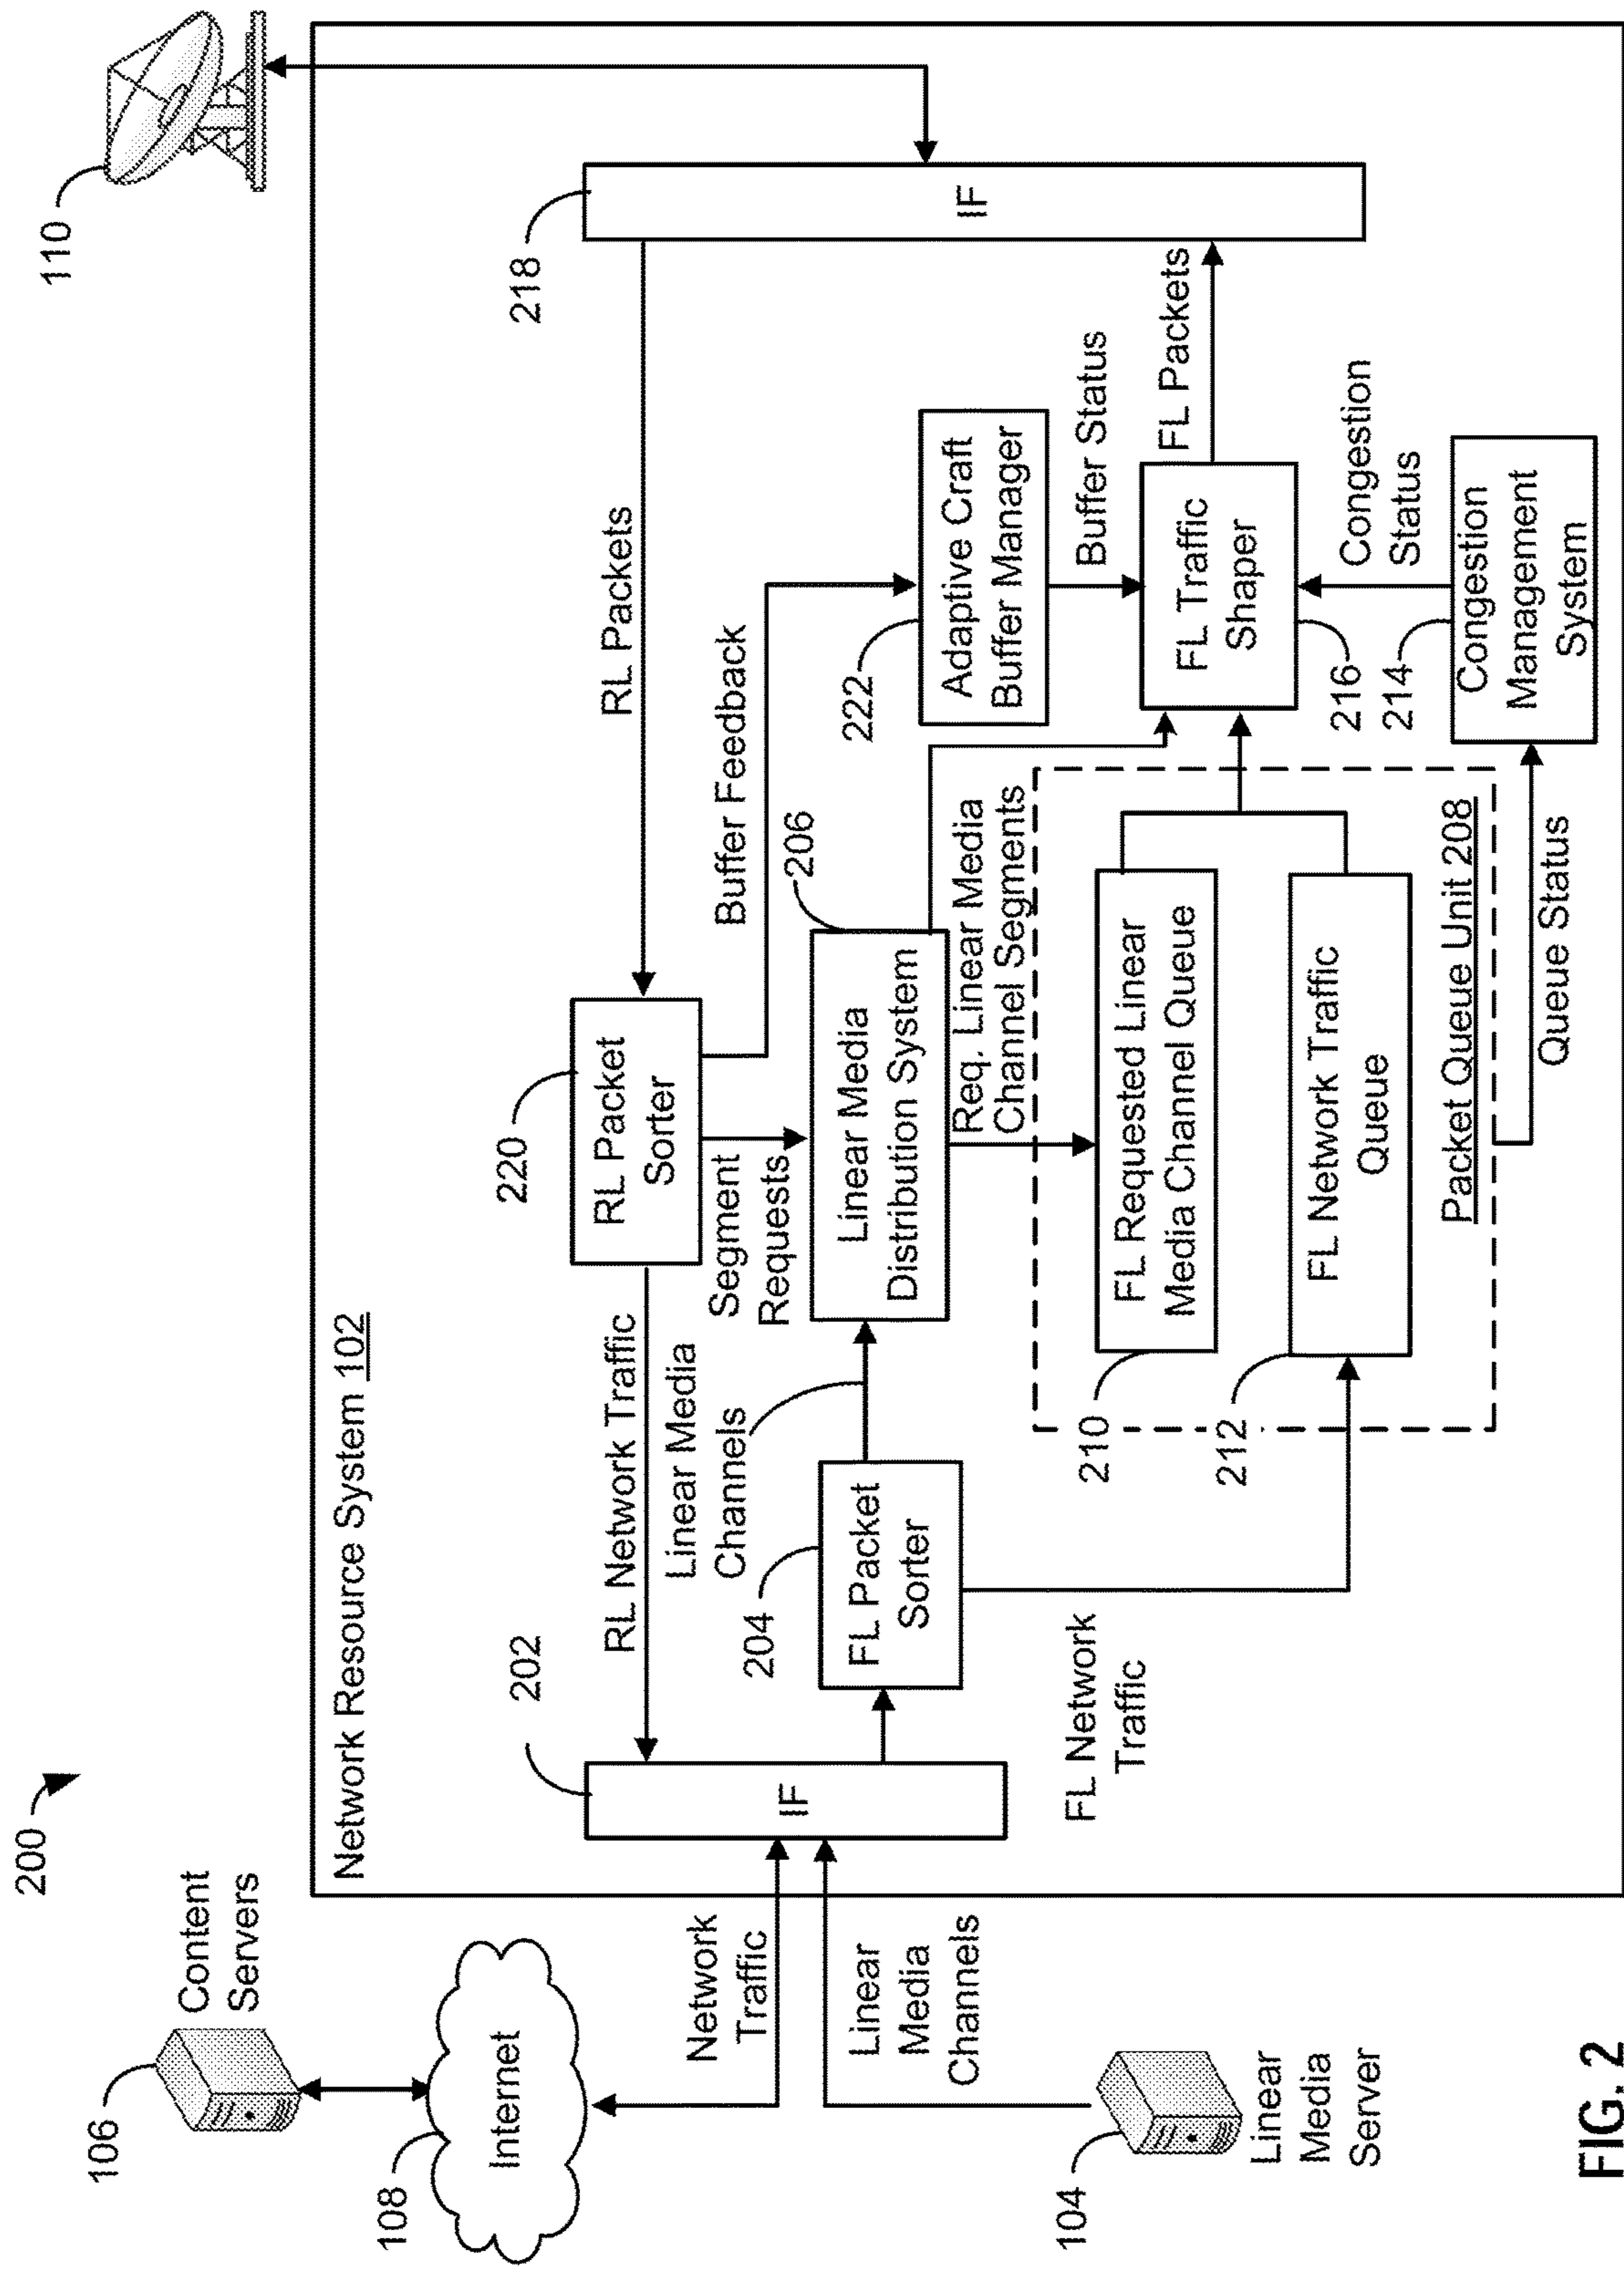 200
110
106
Content
Servers
108
Internet
Network
Traffic
Linear
Media
Channels
104
Linear
Media
Server
Network Resource System 102
202
IF
RL Network Traffic
Linear Media
Channels
204
FL Packet
Sorter
FL Network
Traffic
220
RL Packet
Sorter
RL Packets
218
IF
Segment
Requests
Buffer Feedback
206
Linear Media
Distribution System
Req. Linear Media
Channel Segments
222
Adaptive Craft
Buffer Manager
Buffer Status
FL Packets
FL Traffic
Shaper
216
Congestion
Status
214
Congestion
Management
System
210
FL Requested Linear
Media Channel Queue
212
FL Network Traffic
Queue
Packet Queue Unit 208
Queue Status
FIG. 2